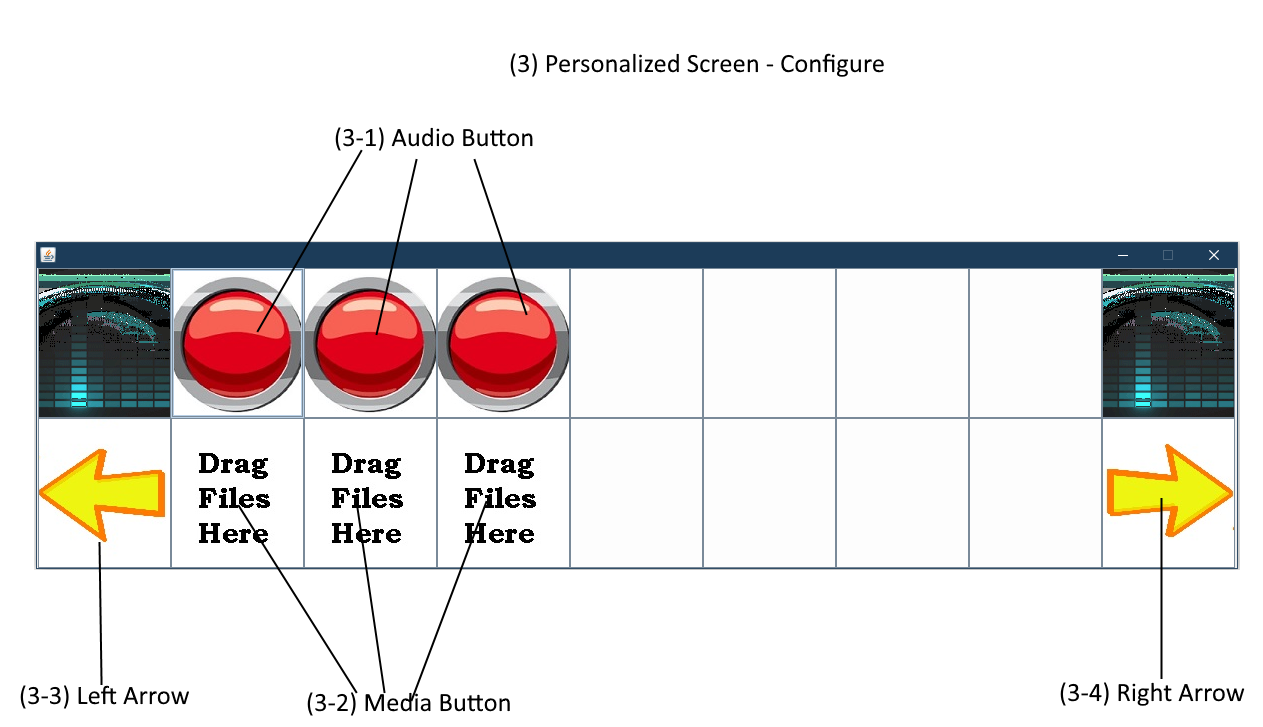 (3) Personalized Screen - Configure
(3-1) Audio Button
Drag
Files
Here
Drag
Files
Here
Drag
Files
Here
(3-3) Left Arrow
(3-2) Media Button
(3-4) Right Arrow